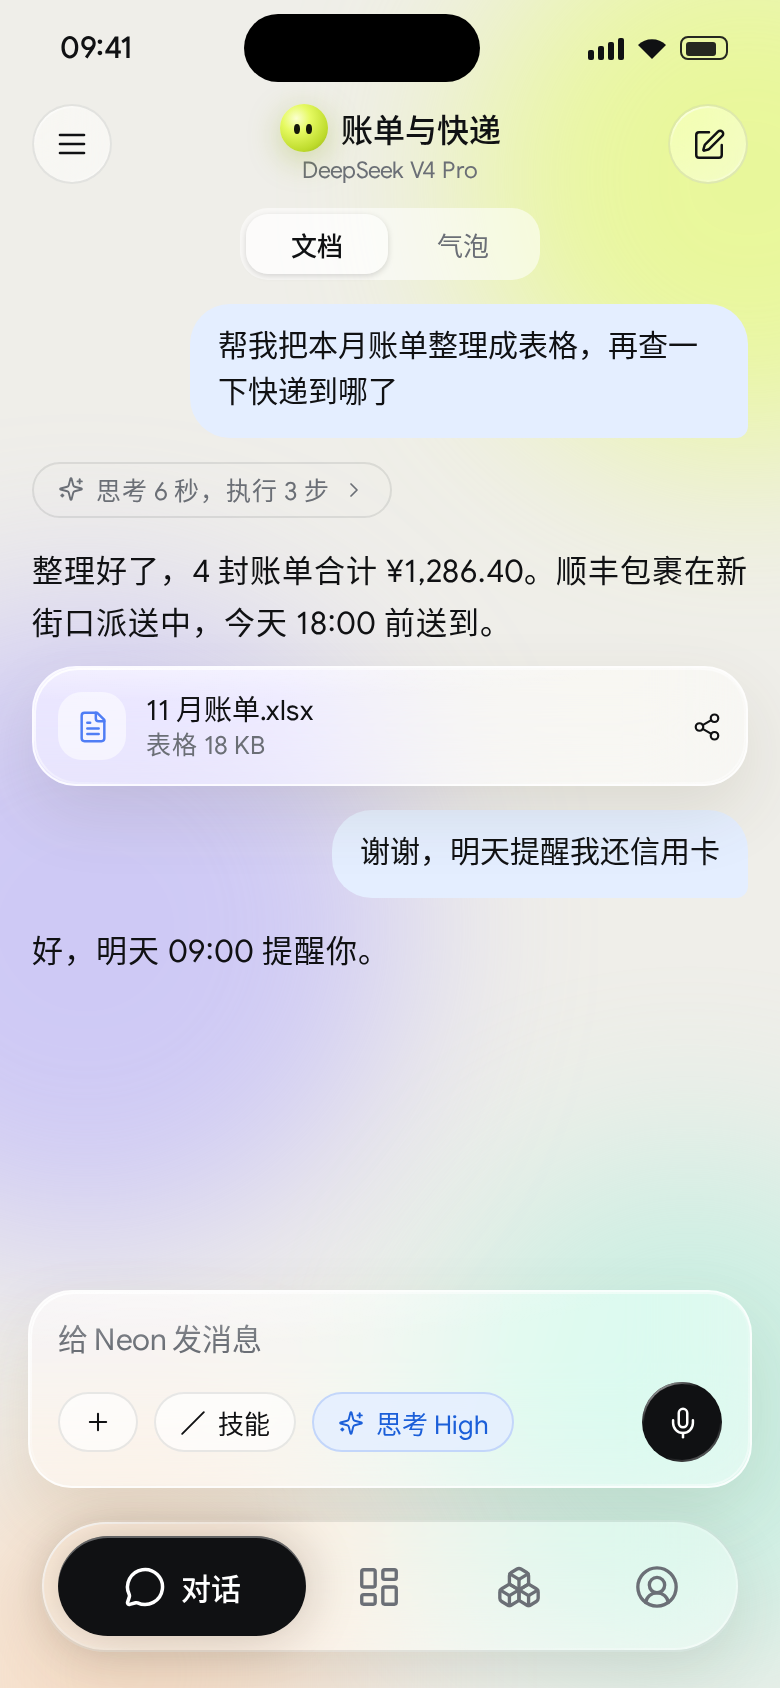 09:41
账单与快递
DeepSeek V4 Pro
文档
气泡
帮我把本月账单整理成表格，再查一
下快递到哪了
思考 6 秒，执行 3 步
整理好了，4 封账单合计 ¥1,286.40。顺丰包裹在新
街口派送中，今天 18:00 前送到。
11 月账单.xlsx
表格 18 KB
谢谢，明天提醒我还信用卡
好，明天 09:00 提醒你。
给 Neon 发消息
技能
思考 High
对话